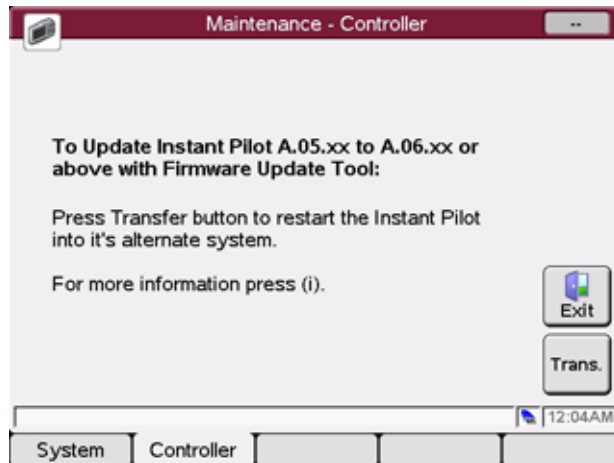 Maintenance - Controller
--
To Update Instant Pilot A.05.xx to A.06.xx or
above with Firmware Update Tool:
Press Transfer button to restart the Instant Pilot
into it's alternate system.
For more information press (i).
Exit
Trans.
12:04AM
System
Controller